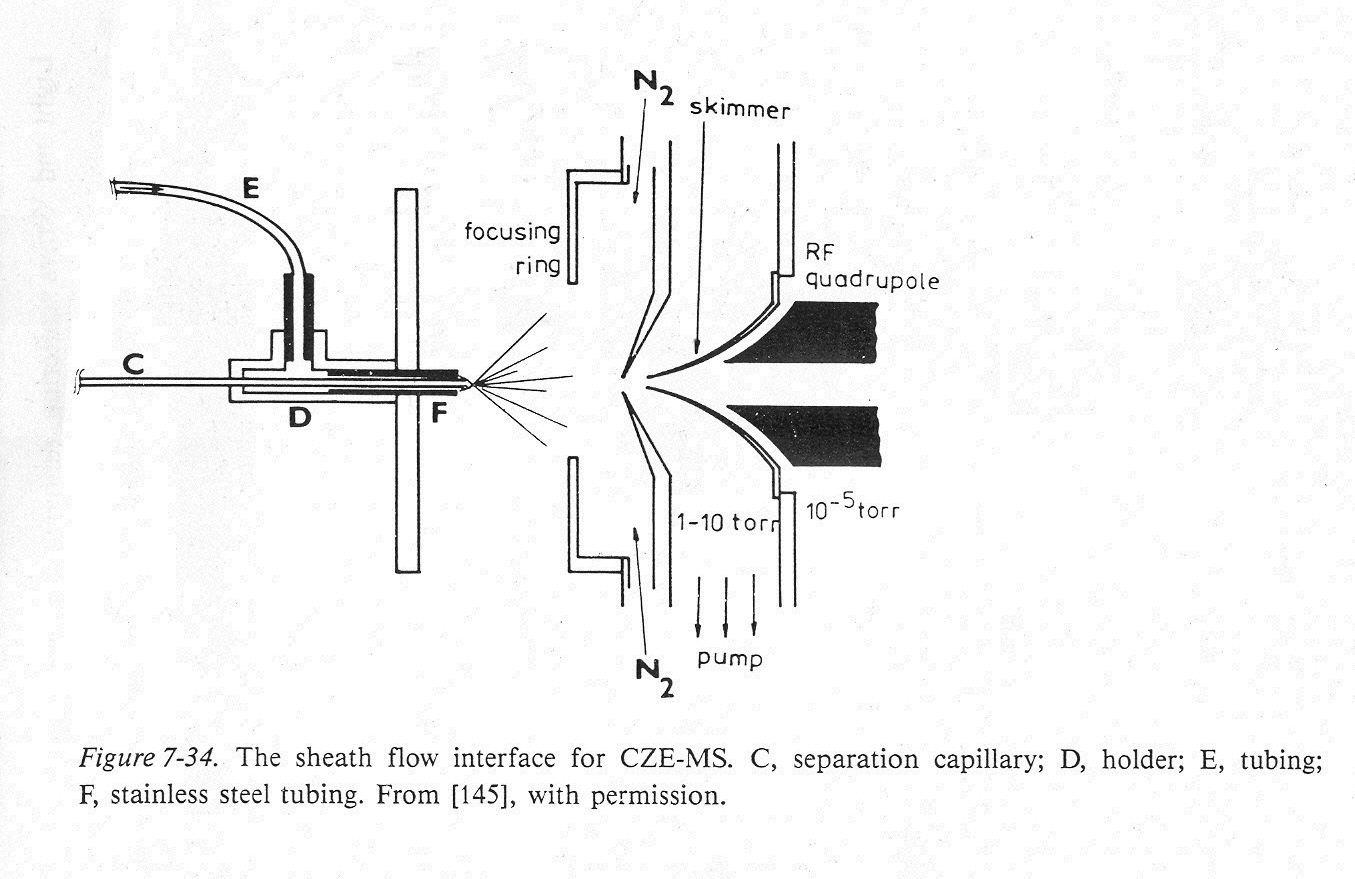 N2
skimmer
E
focusing
ring
RF
quadrupole
C
D
F
1-10 torr
10-5 torr
pump
N2
Figure 7-34. The sheath flow interface for CZE-MS. C, separation capillary; D, holder; E, tubing;
F, stainless steel tubing. From [145], with permission.